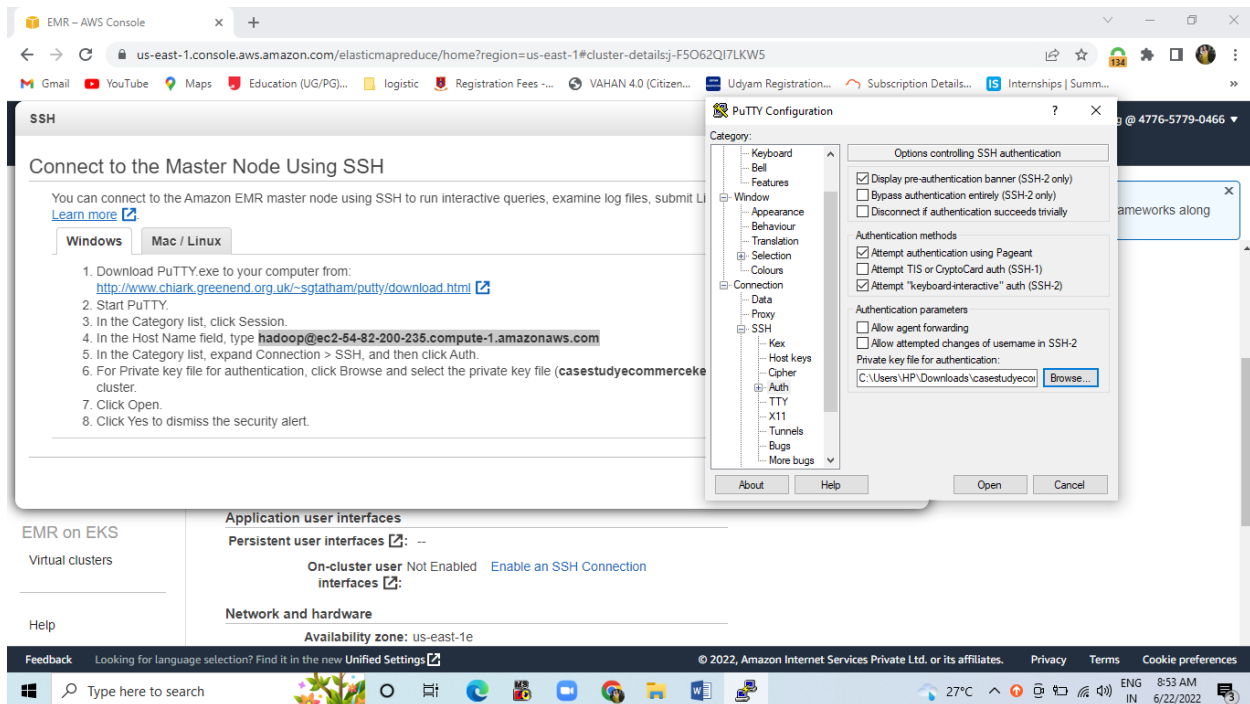 EMR – AWS Console
us-east-1.console.aws.amazon.com/elasticmapreduce/home?region=us-east-1#cluster-details:j-F5O62QI7LKW5
134
Gmail YouTube Maps Education (UG/PG)... logistic Registration Fees -... VAHAN 4.0 (Citizen... Udyam Registration... Subscription Details... IS Internships | Summ... »
SSH
@ 4776-5779-0466
Connect to the Master Node Using SSH
You can connect to the Amazon EMR master node using SSH to run interactive queries, examine log files, submit Li
Learn more
ameworks along
Windows Mac / Linux
1. Download PuTTY.exe to your computer from:
http://www.chiark.greenend.org.uk/~sgtatham/putty/download.html
2. Start PuTTY.
3. In the Category list, click Session.
4. In the Host Name field, type hadoop@ec2-54-82-200-235.compute-1.amazonaws.com
5. In the Category list, expand Connection > SSH, and then click Auth.
6. For Private key file for authentication, click Browse and select the private key file (casestudyecommerceke
cluster.
7. Click Open.
8. Click Yes to dismiss the security alert.
PuTTY Configuration ? ×
Category:
Keyboard
Bell
Features
Window
Appearance
Behaviour
Translation
Selection
Colours
Connection
Data
Proxy
SSH
Kex
Host keys
Cipher
Auth
TTY
X11
Tunnels
Bugs
More bugs
Options controlling SSH authentication
Display pre-authentication banner (SSH-2 only)
Bypass authentication entirely (SSH-2 only)
Disconnect if authentication succeeds trivially
Authentication methods
Attempt authentication using Pageant
Attempt TIS or CryptoCard auth (SSH-1)
Attempt "keyboard-interactive" auth (SSH-2)
Authentication parameters
Allow agent forwarding
Allow attempted changes of username in SSH-2
Private key file for authentication:
C:\Users\HP\Downloads\casestudyecor Browse...
About Help Open Cancel
EMR on EKS
Virtual clusters
Help
Application user interfaces
Persistent user interfaces : --
On-cluster user Not Enabled Enable an SSH Connection
interfaces :
Network and hardware
Availability zone: us-east-1e
Feedback Looking for language selection? Find it in the new Unified Settings © 2022, Amazon Internet Services Private Ltd. or its affiliates. Privacy Terms Cookie preferences
Type here to search
27°C ENG 8:53 AM
IN 6/22/2022 3